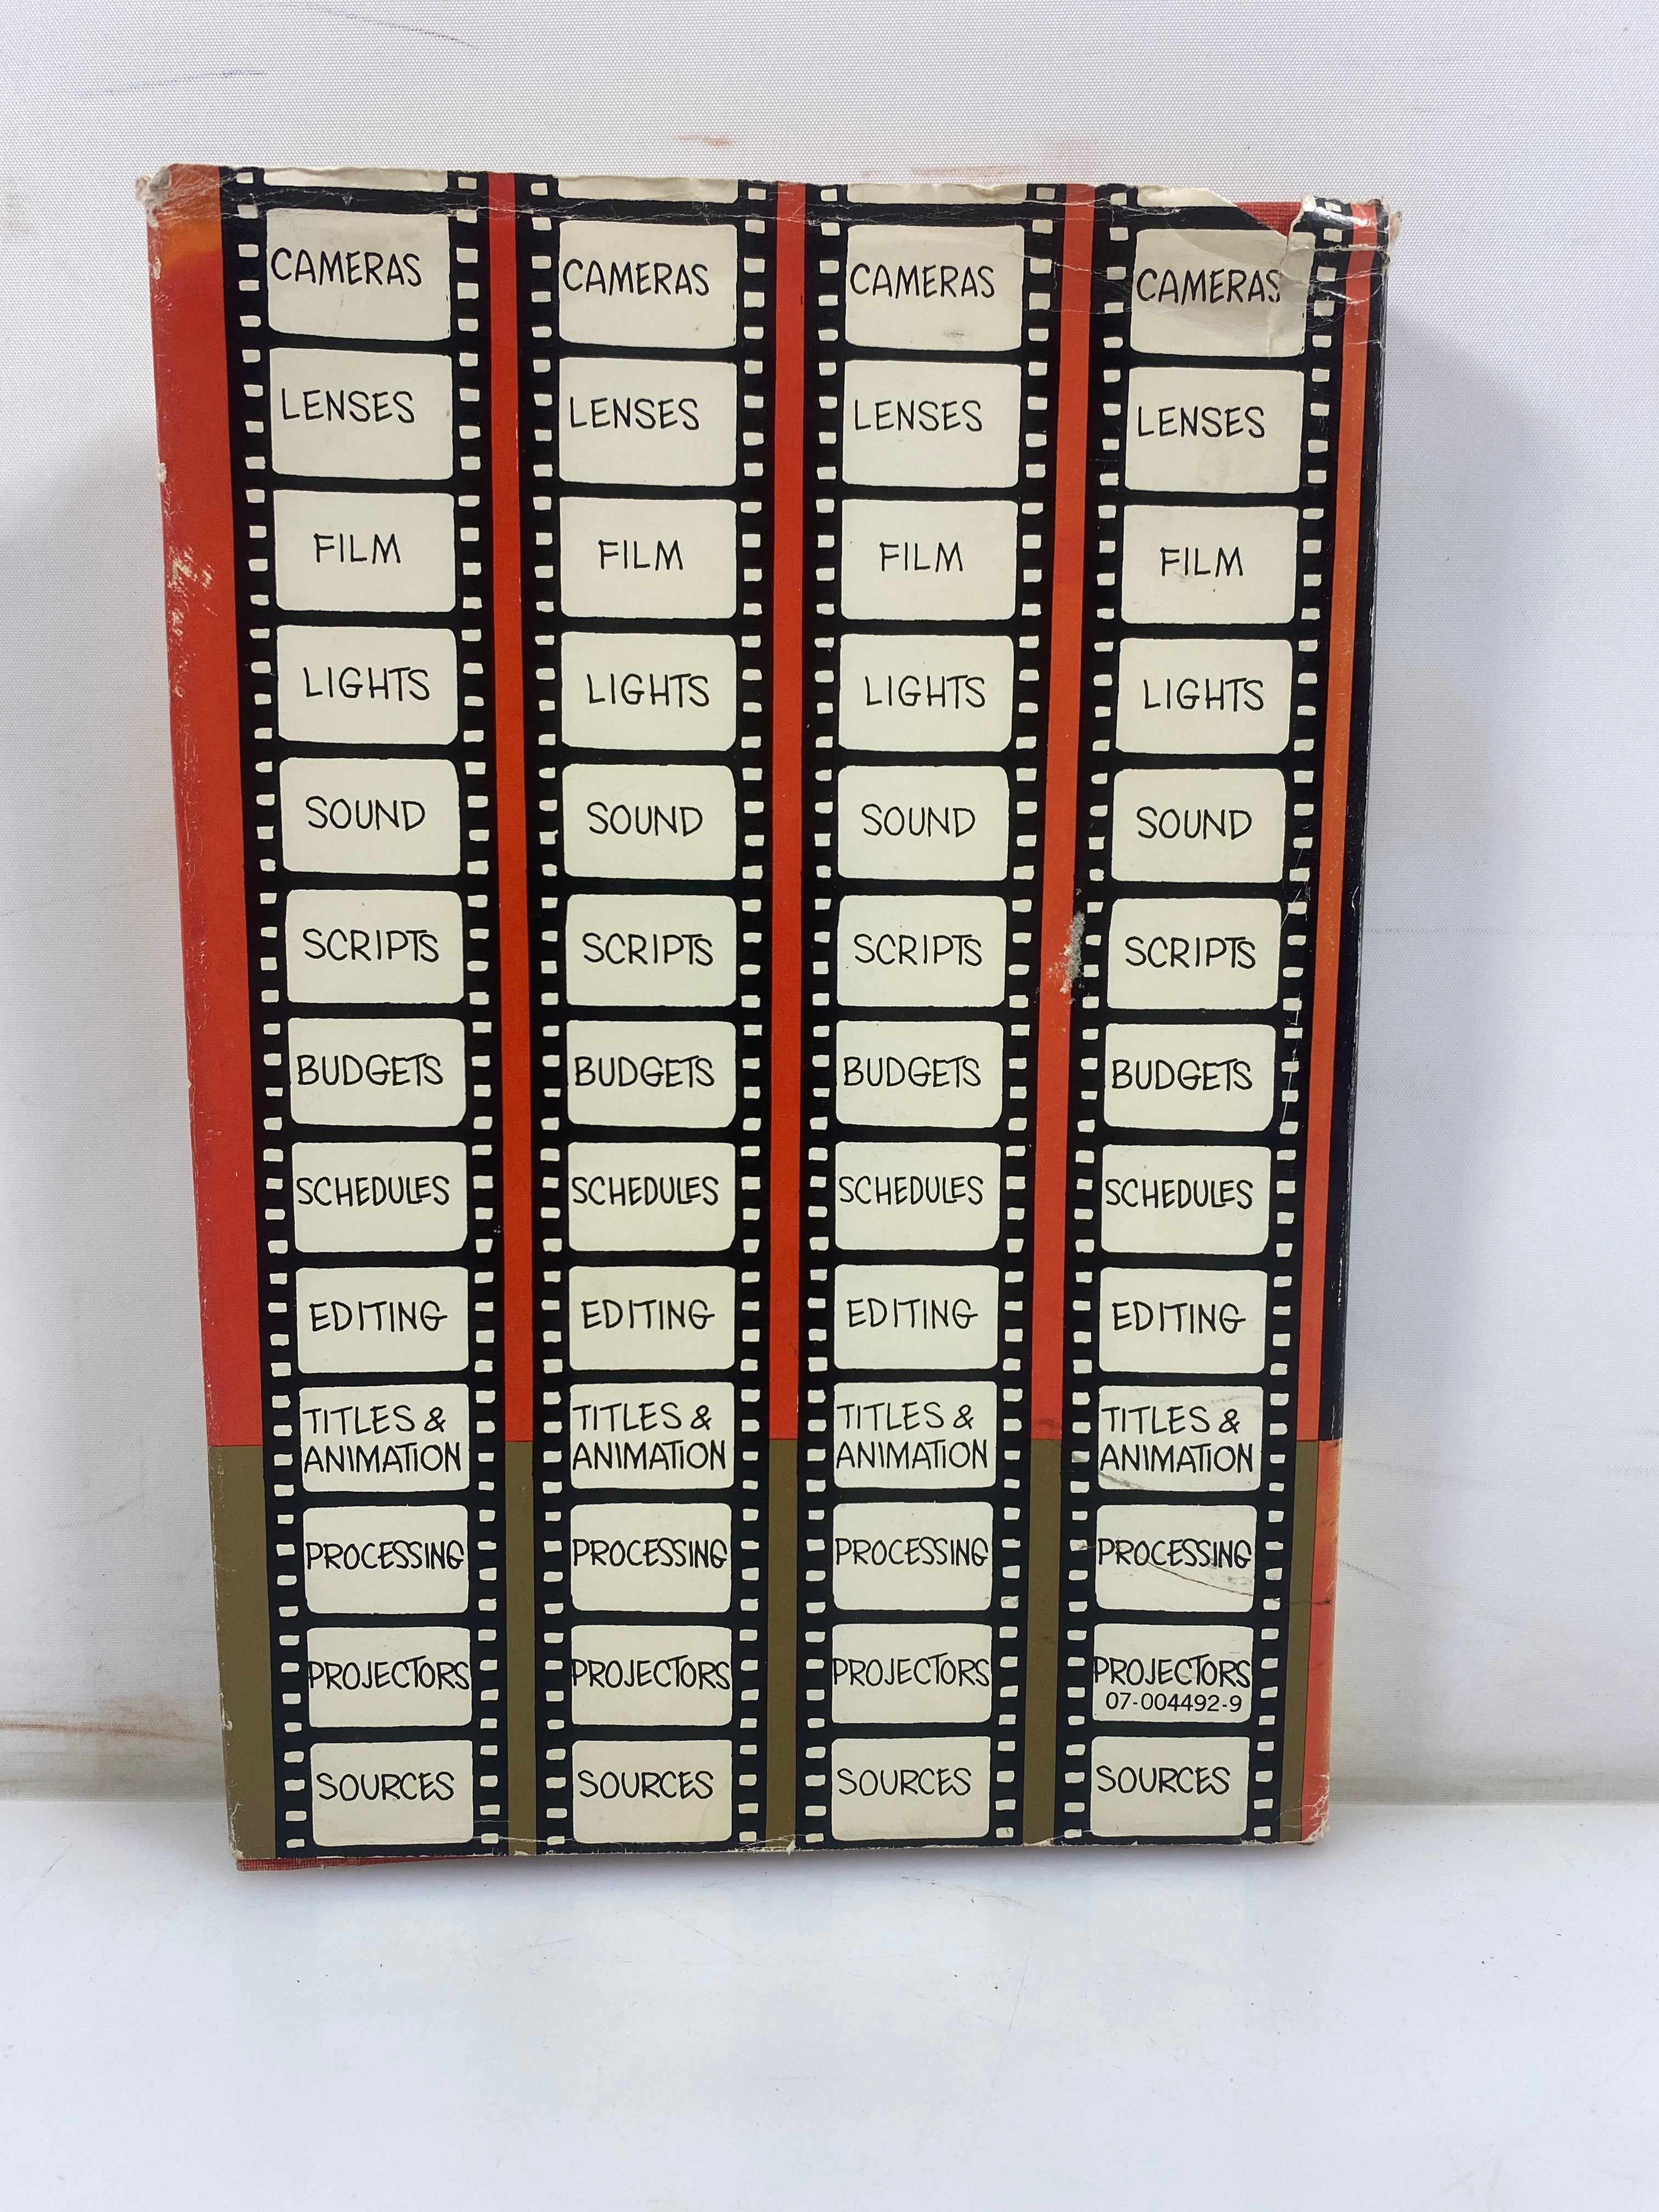 CAMERAS CAMERAS CAMERAS CAMERAS
LENSES LENSES LENSES LENSES
FILM FILM FILM FILM
LIGHTS LIGHTS LIGHTS LIGHTS
SOUND SOUND SOUND SOUND
SCRIPTS SCRIPTS SCRIPTS SCRIPTS
BUDGETS BUDGETS BUDGETS BUDGETS
SCHEDULES SCHEDULES SCHEDULES SCHEDULES
EDITING EDITING EDITING EDITING
TITLES & TITLES & TITLES & TITLES &
ANIMATION ANIMATION ANIMATION ANIMATION
PROCESSING PROCESSING PROCESSING PROCESSING
PROJECTORS PROJECTORS PROJECTORS PROJECTORS
07-004492-9
SOURCES SOURCES SOURCES SOURCES